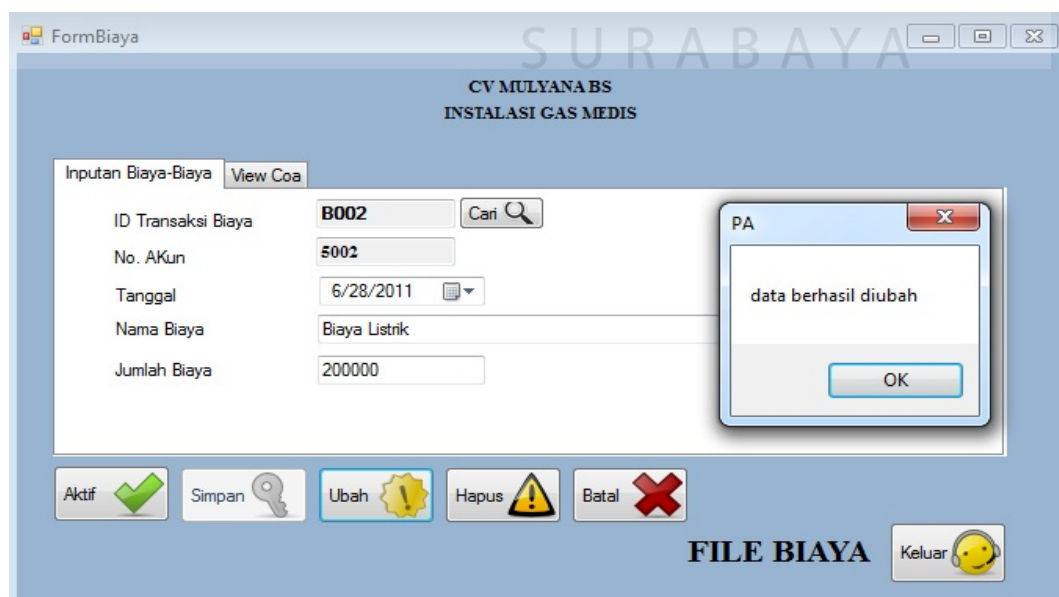 FormBiaya
SURABAYA
CV MULYANA BS
INSTALASI GAS MEDIS
Inputan Biaya-Biaya View Coa
ID Transaksi Biaya B002 Cari
No. AKun 5002
Tanggal 6/28/2011
Nama Biaya Biaya Listrik
Jumlah Biaya 200000
PA
data berhasil diubah
OK
Aktif Simpan Ubah Hapus Batal
FILE BIAYA Keluar